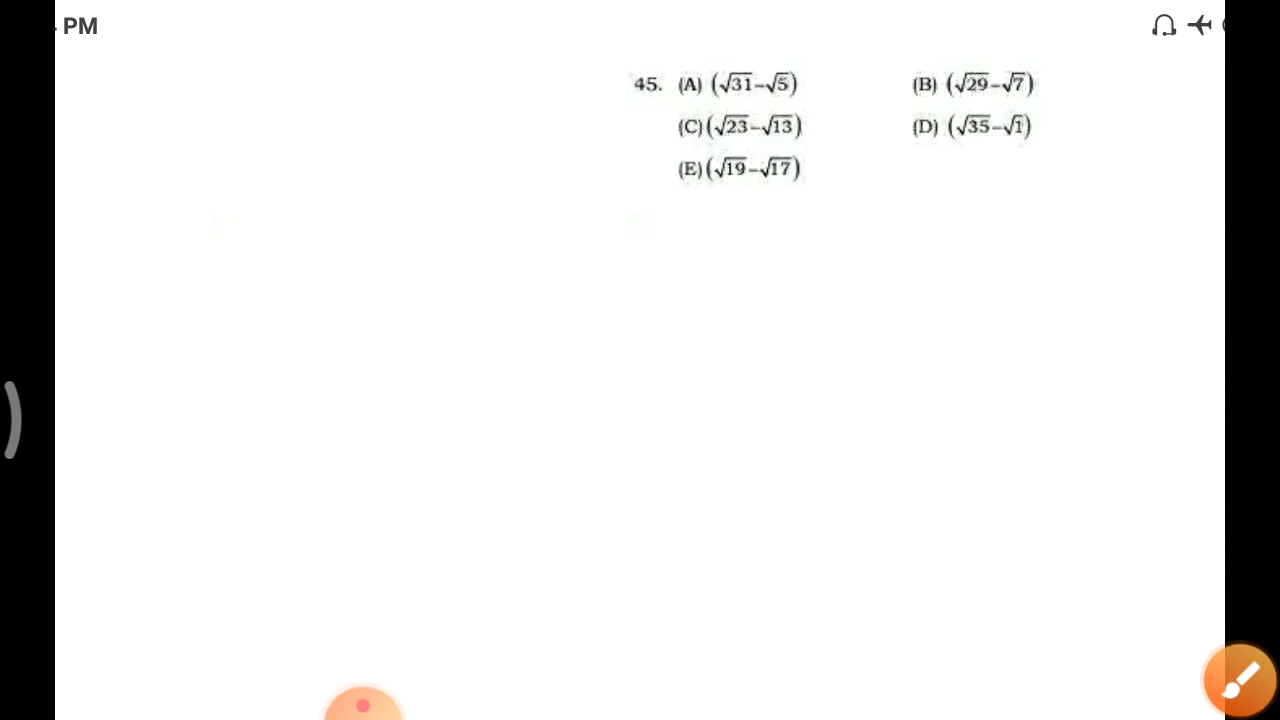 PM
45. (A) (√31–√5) (B) (√29–√7)
(C) (√23–√13) (D) (√35–√1)
(E) (√19–√17)